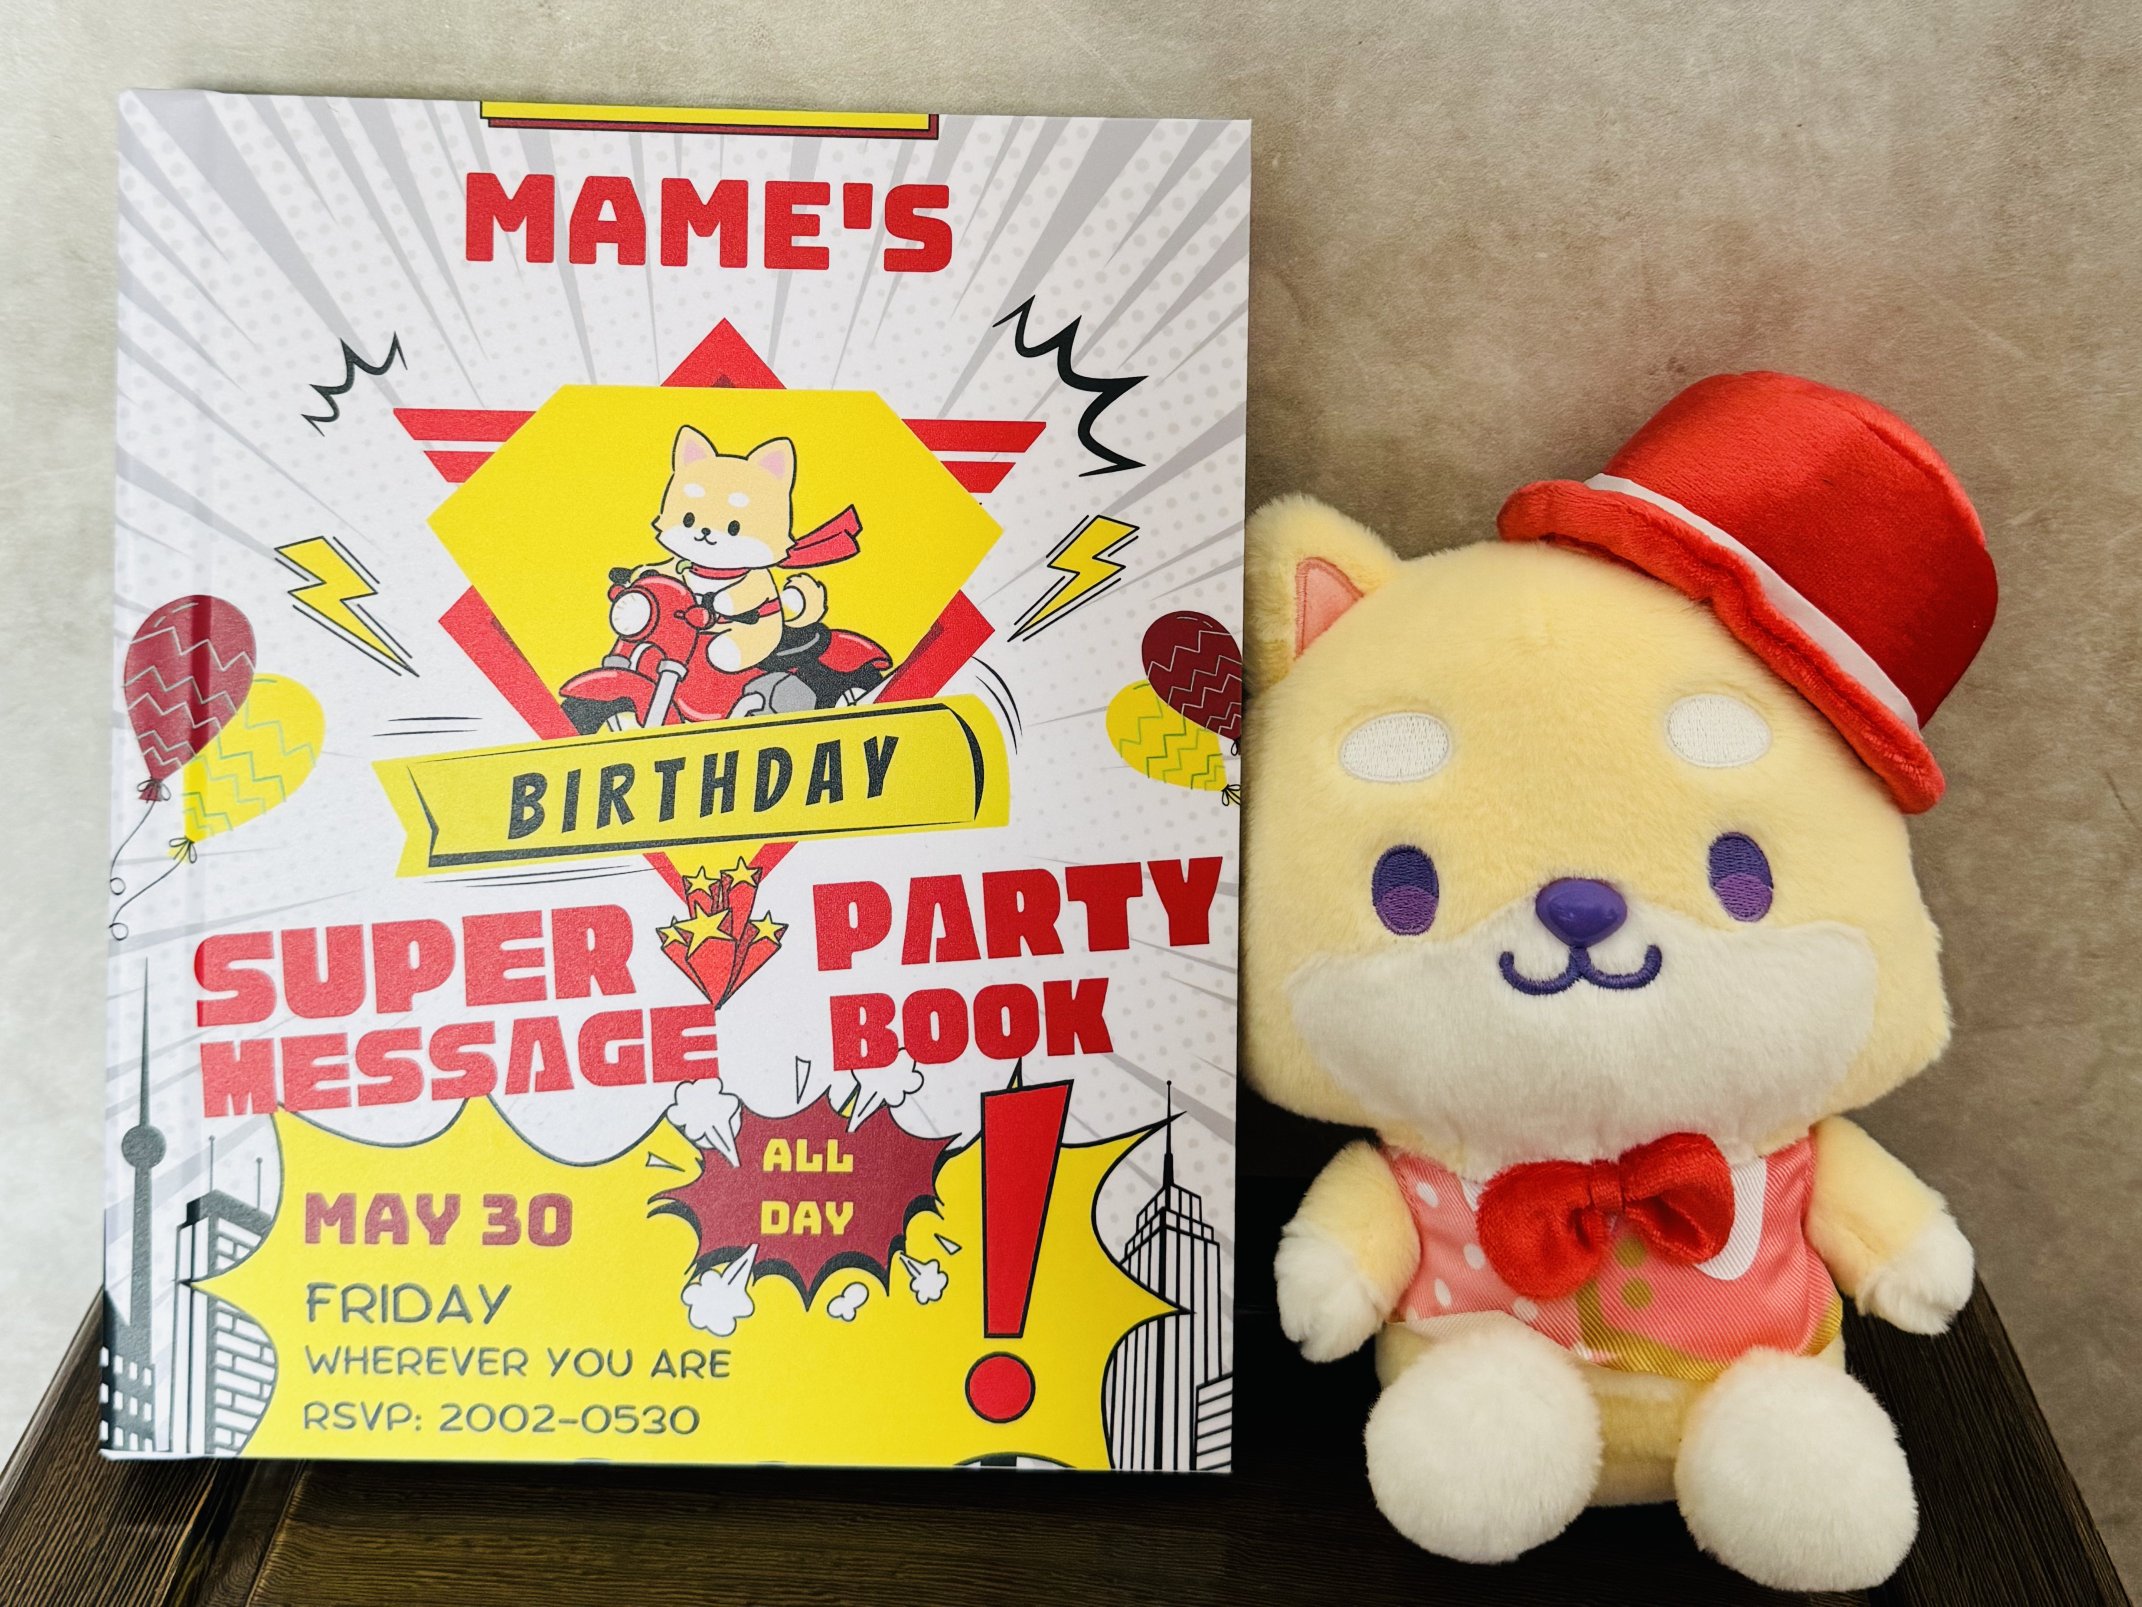 MAME'S
BIRTHDAY
SUPER PARTY
MESSAGE BOOK
ALL
DAY
MAY 30
FRIDAY
WHEREVER YOU ARE
RSVP: 2002-0530